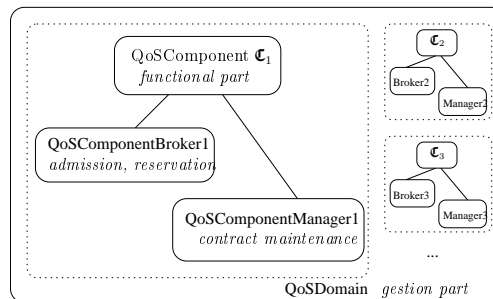 QoSComponent ℭ1
functional part
QoSComponentBroker1
admission, reservation
QoSComponentManager1
contract maintenance
ℭ2
Broker2
Manager2
ℭ3
Broker3
Manager3
...
QoSDomain gestion part